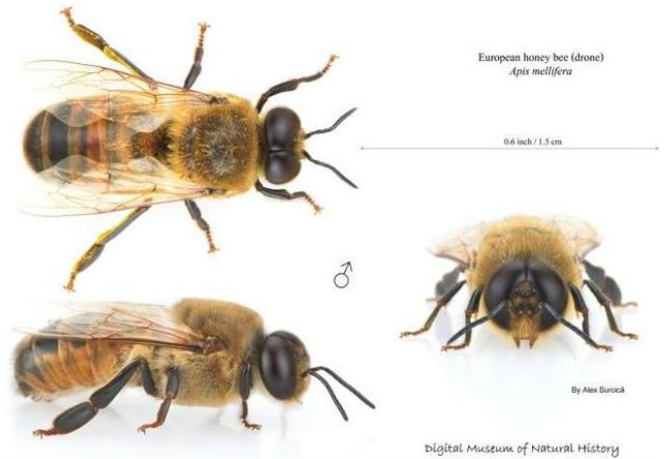 European honey bee (drone)
Apis mellifera
0.6 inch / 1.5 cm
By Alex Surcică
Digital Museum of Natural History